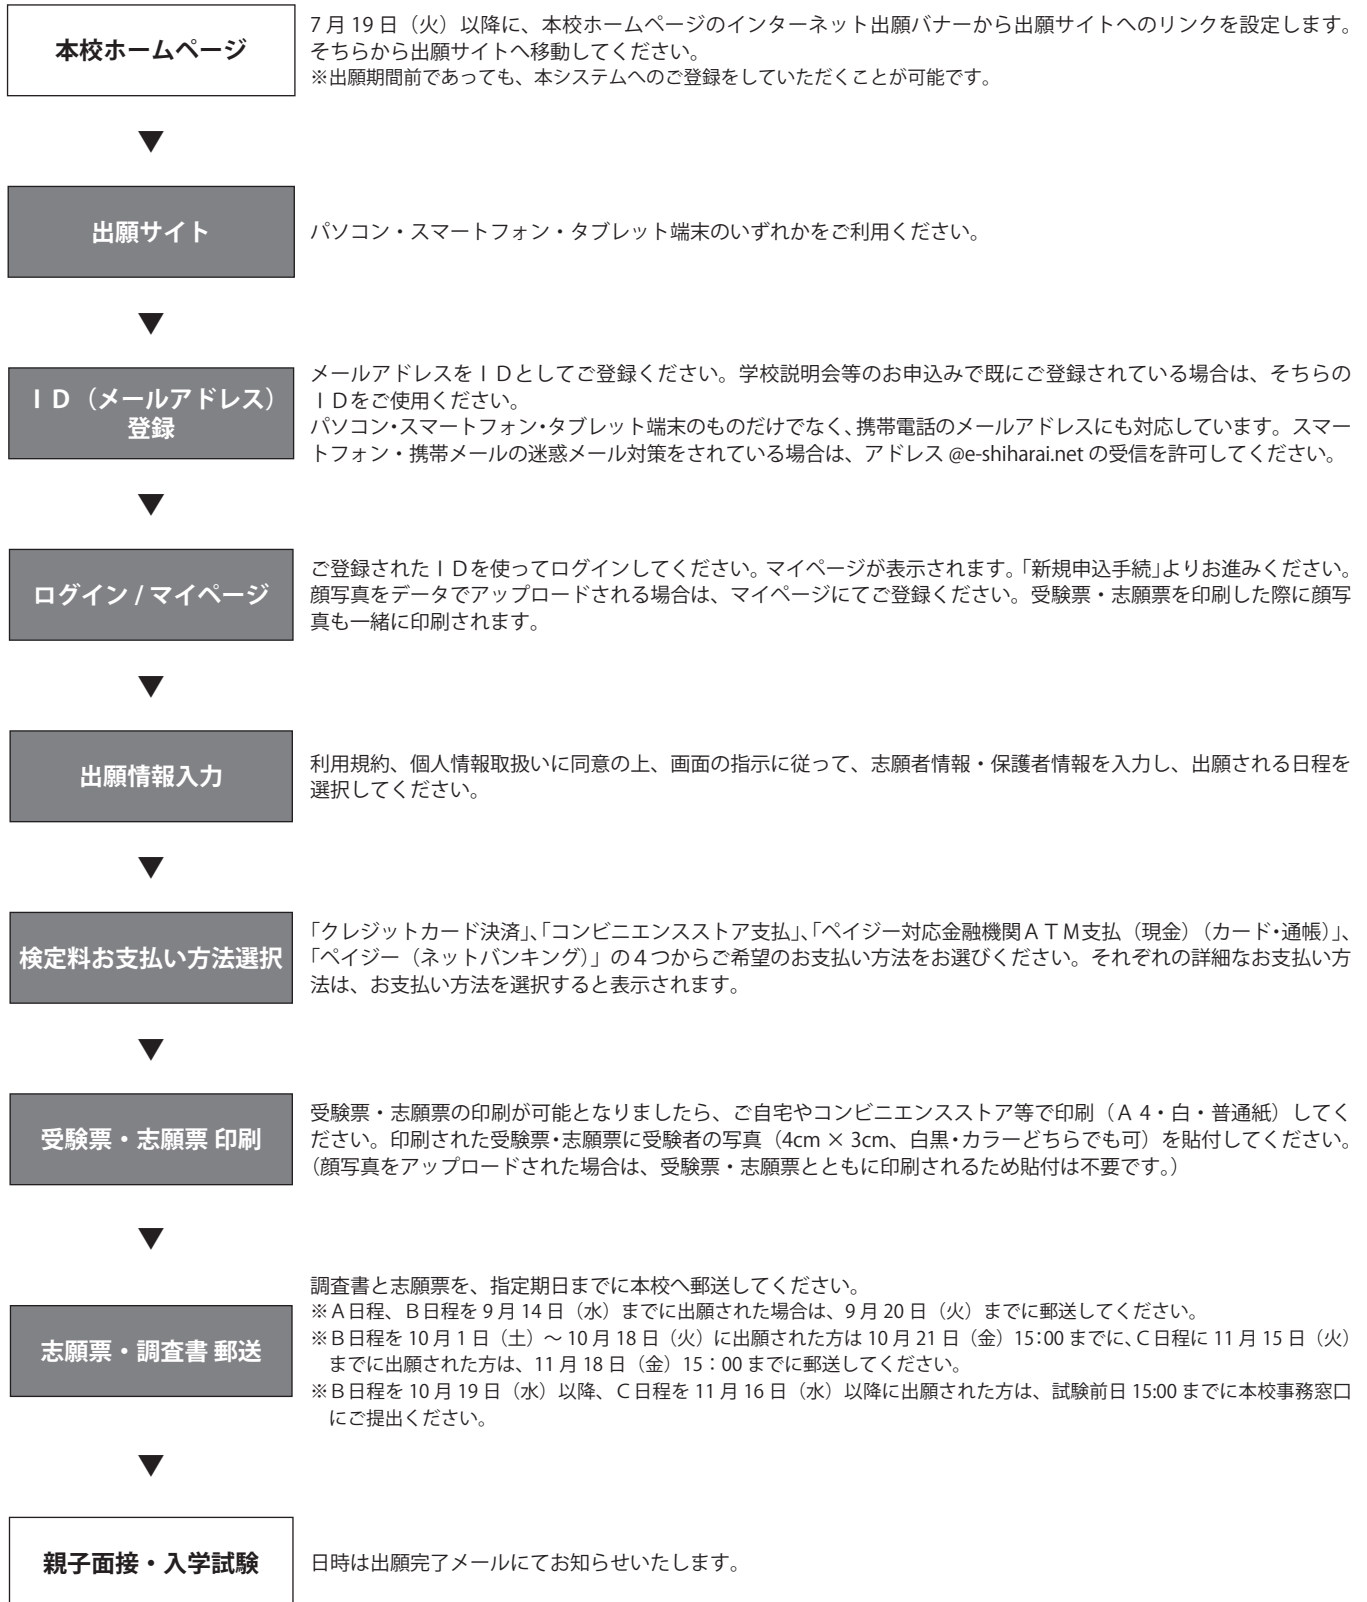 本校ホームページ
7 月 19 日（火）以降に、本校ホームページのインターネット出願バナーから出願サイトへのリンクを設定します。
そちらから出願サイトへ移動してください。
※出願期間前であっても、本システムへのご登録をしていただくことが可能です。
▼
出願サイト
パソコン・スマートフォン・タブレット端末のいずれかをご利用ください。
▼
ＩＤ（メールアドレス）
登録
メールアドレスをＩＤとしてご登録ください。学校説明会等のお申込みで既にご登録されている場合は、そちらの
ＩＤをご使用ください。
パソコン・スマートフォン・タブレット端末のものだけでなく、携帯電話のメールアドレスにも対応しています。スマー
トフォン・携帯メールの迷惑メール対策をされている場合は、アドレス @e-shiharai.net の受信を許可してください。
▼
ログイン / マイページ
ご登録されたＩＤを使ってログインしてください。マイページが表示されます。「新規申込手続」よりお進みください。
顔写真をデータでアップロードされる場合は、マイページにてご登録ください。受験票・志願票を印刷した際に顔写
真も一緒に印刷されます。
▼
出願情報入力
利用規約、個人情報取扱いに同意の上、画面の指示に従って、志願者情報・保護者情報を入力し、出願される日程を
選択してください。
▼
検定料お支払い方法選択
「クレジットカード決済」、「コンビニエンスストア支払」、「ペイジー対応金融機関ＡＴＭ支払（現金）（カード・通帳）」、
「ペイジー（ネットバンキング）」の４つからご希望のお支払い方法をお選びください。それぞれの詳細なお支払い方
法は、お支払い方法を選択すると表示されます。
▼
受験票・志願票 印刷
受験票・志願票の印刷が可能となりましたら、ご自宅やコンビニエンスストア等で印刷（Ａ 4・白・普通紙）してく
ださい。印刷された受験票・志願票に受験者の写真（4cm × 3cm、白黒・カラーどちらでも可）を貼付してください。
（顔写真をアップロードされた場合は、受験票・志願票とともに印刷されるため貼付は不要です。）
▼
志願票・調査書 郵送
調査書と志願票を、指定期日までに本校へ郵送してください。
※Ａ日程、Ｂ日程を 9 月 14 日（水）までに出願された場合は、9 月 20 日（火）までに郵送してください。
※Ｂ日程を 10 月 1 日（土）～ 10 月 18 日（火）に出願された方は 10 月 21 日（金）15：00 までに、Ｃ日程に 11 月 15 日（火）
までに出願された方は、11 月 18 日（金）15：00 までに郵送してください。
※Ｂ日程を 10 月 19 日（水）以降、Ｃ日程を 11 月 16 日（水）以降に出願された方は、試験前日 15:00 までに本校事務窓口
にご提出ください。
▼
親子面接・入学試験
日時は出願完了メールにてお知らせいたします。